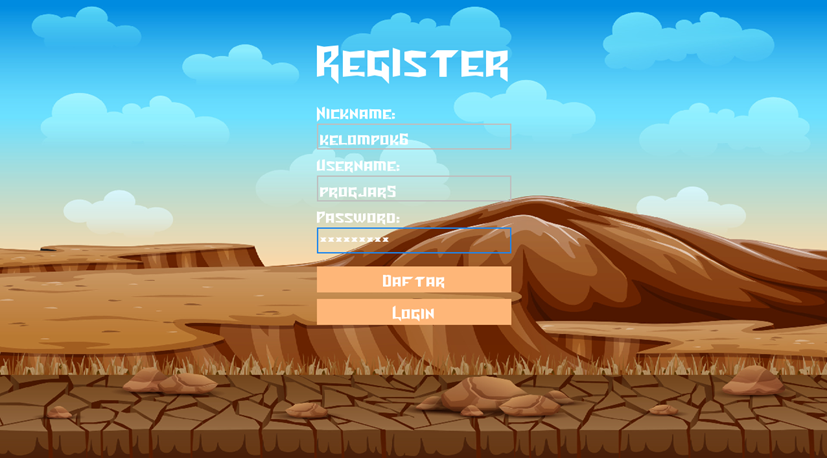 Register
Nickname:
kelompok6
Username:
progjar5
Password:
*********
Daftar
Login